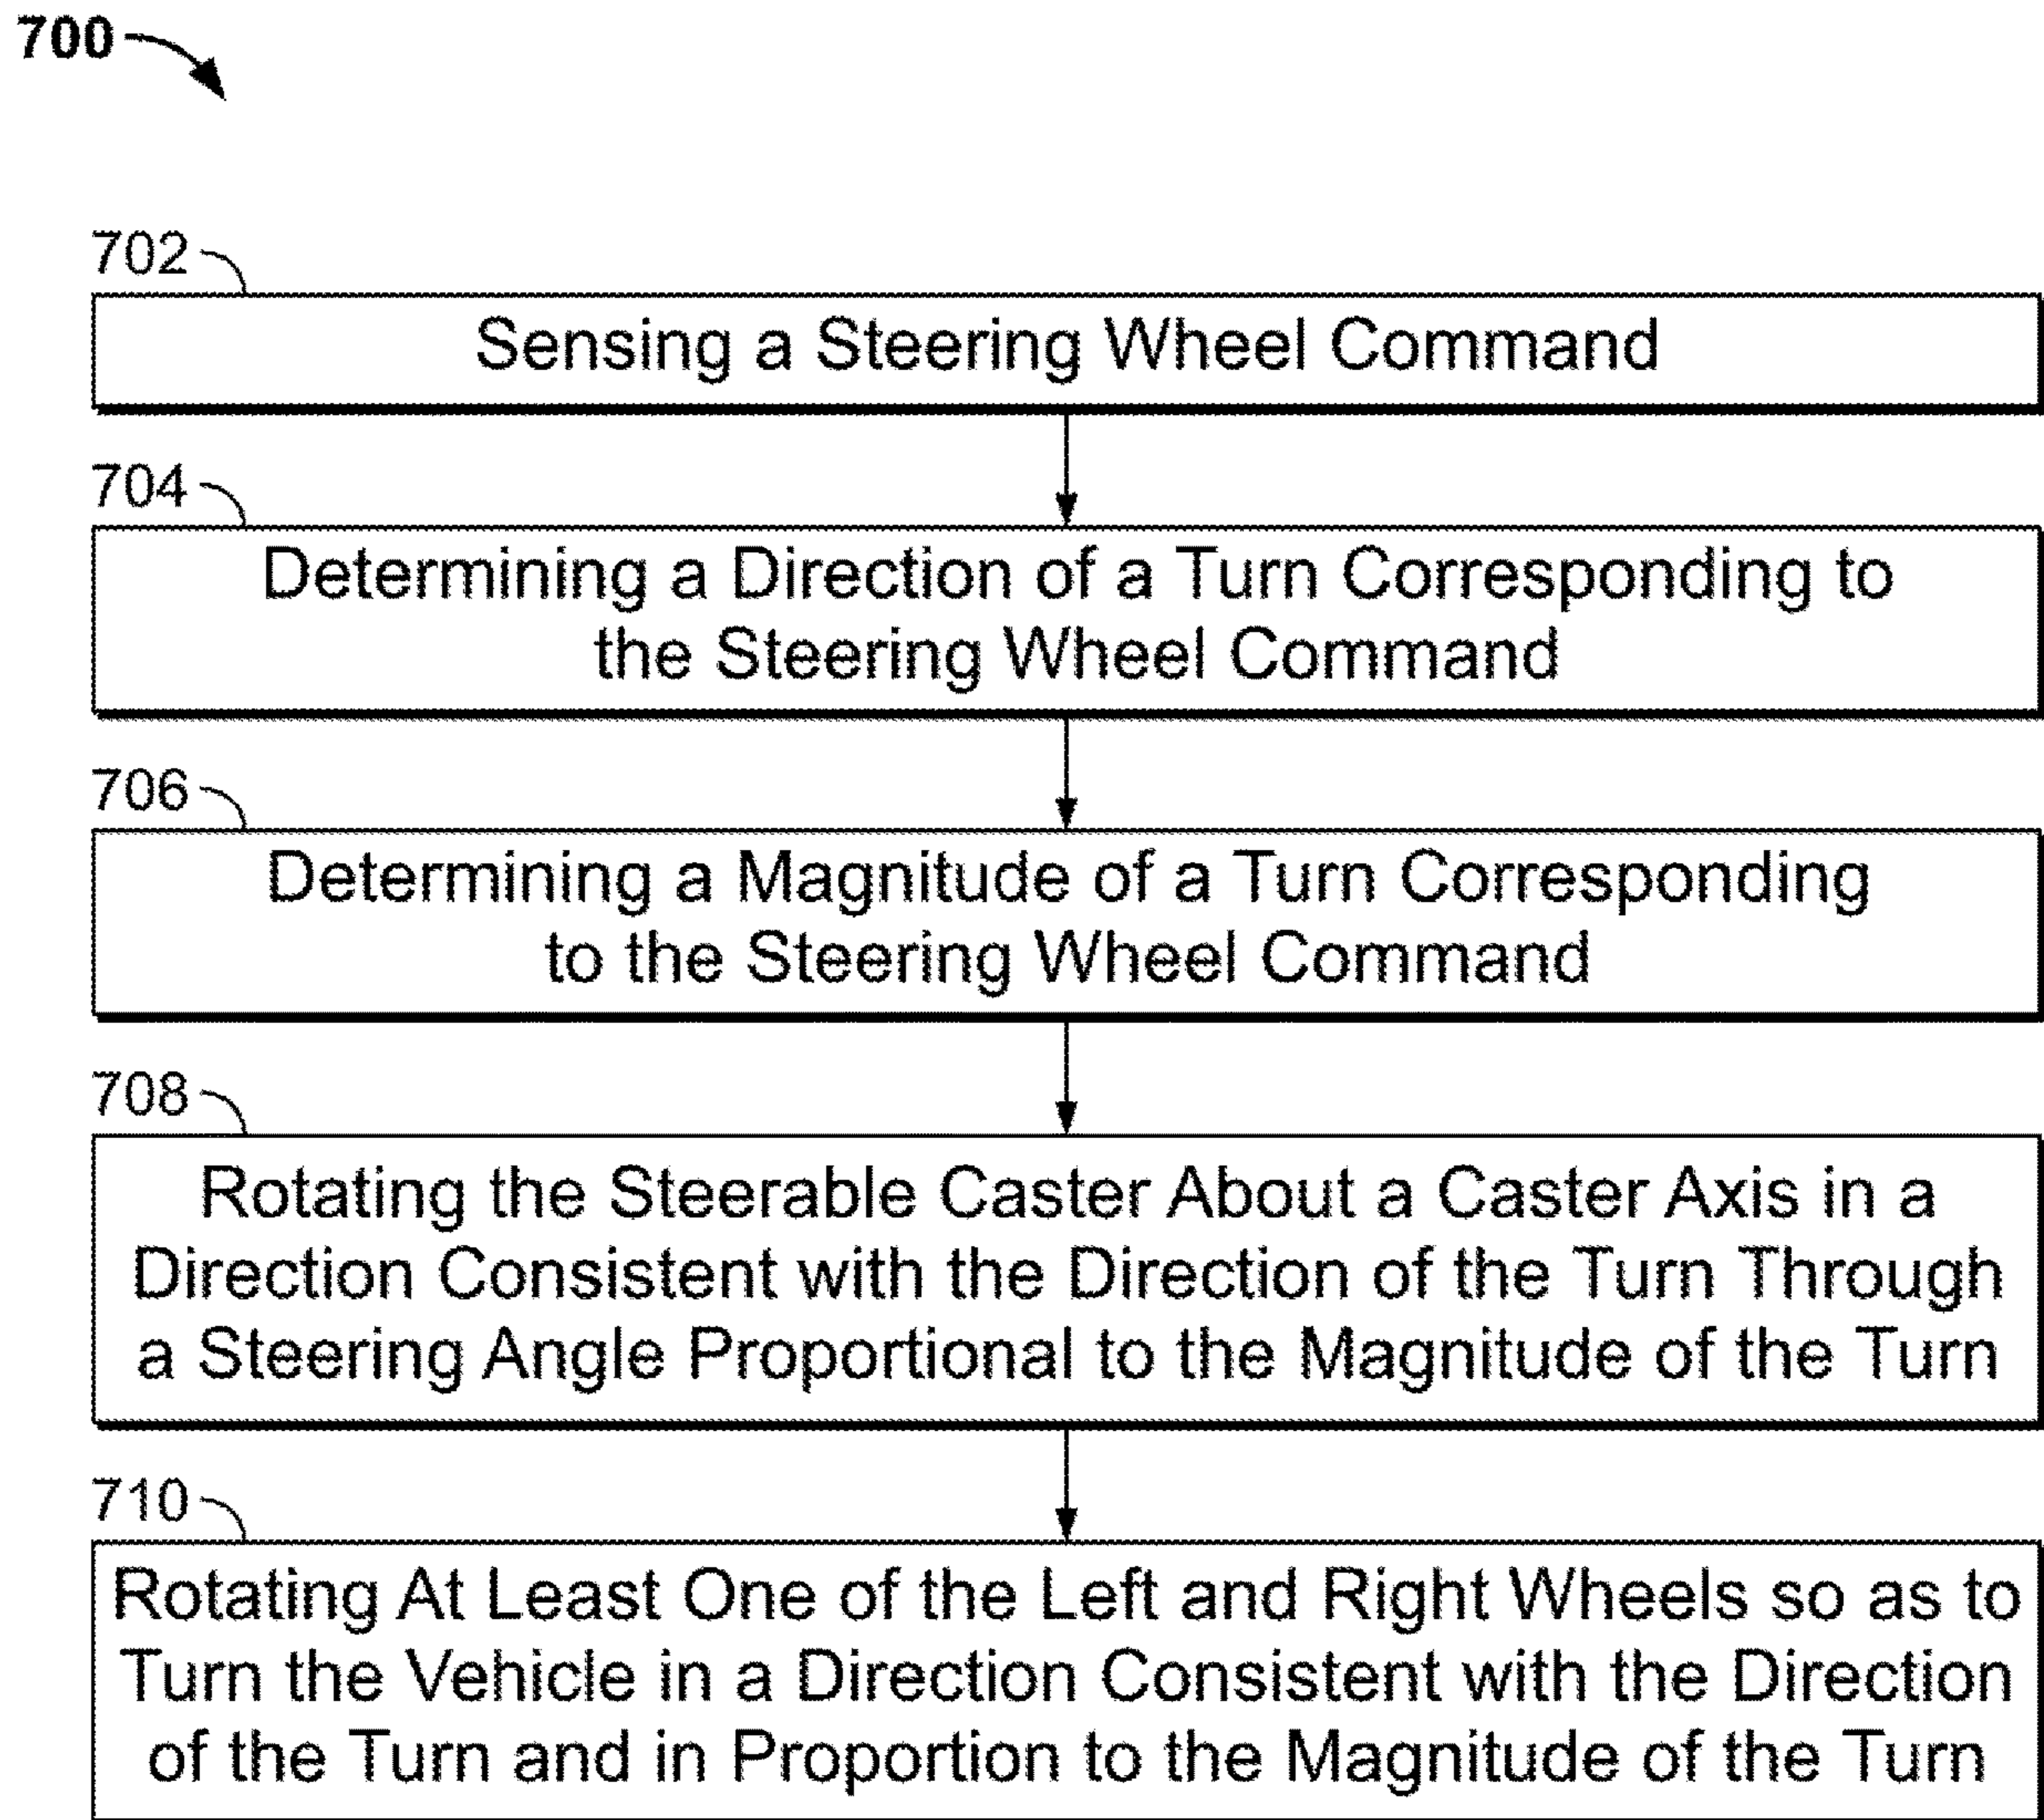 700
702
Sensing a Steering Wheel Command
704
Determining a Direction of a Turn Corresponding to
the Steering Wheel Command
706
Determining a Magnitude of a Turn Corresponding
to the Steering Wheel Command
708
Rotating the Steerable Caster About a Caster Axis in a
Direction Consistent with the Direction of the Turn Through
a Steering Angle Proportional to the Magnitude of the Turn
710
Rotating At Least One of the Left and Right Wheels so as to
Turn the Vehicle in a Direction Consistent with the Direction
of the Turn and in Proportion to the Magnitude of the Turn